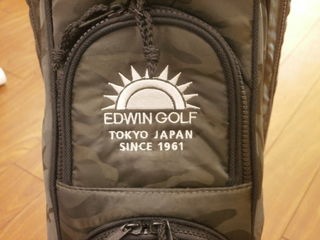 EDWIN GOLF
TOKYO JAPAN
SINCE 1961